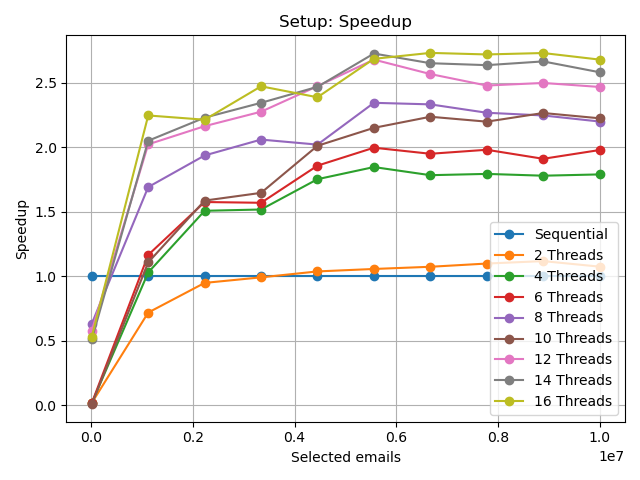 Setup: Speedup
Speedup
2.5
2.0
1.5
1.0
0.5
0.0
0.0
0.2
0.4
0.6
0.8
1.0
1e7
Selected emails
Sequential
2 Threads
4 Threads
6 Threads
8 Threads
10 Threads
12 Threads
14 Threads
16 Threads